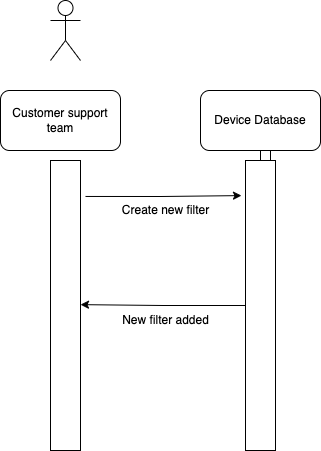 Customer support
team
Device Database
Create new filter
New filter added